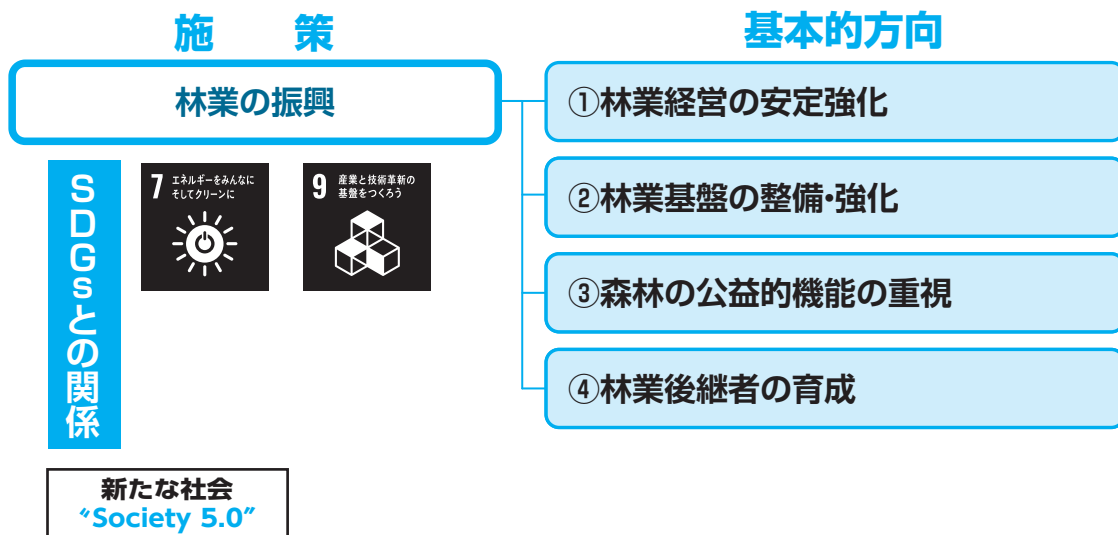 施　策
基本的方向
林業の振興
①林業経営の安定強化
②林業基盤の整備・強化
③森林の公益的機能の重視
④林業後継者の育成
SDGsとの関係
7 エネルギーをみんなに
そしてクリーンに
9 産業と技術革新の
基盤をつくろう
新たな社会
“Society 5.0”